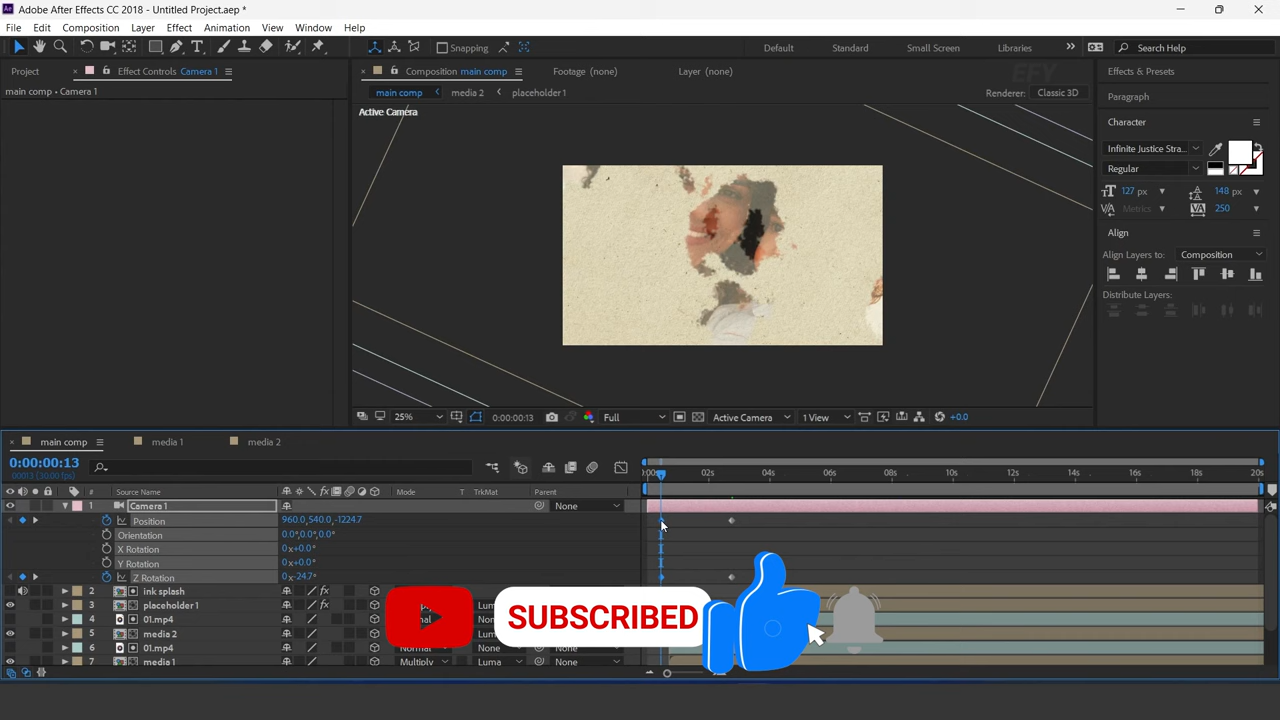 Adobe After Effects CC 2018 - Untitled Project.aep *
File Edit Composition Layer Effect Animation View Window Help
Snapping Default Standard Small Screen Libraries Search Help
Project Effect Controls Camera 1 Composition main comp Footage (none) Layer (none) EFY Effects & Presets
main comp • Camera 1 main comp media 2 placeholder1 Renderer: Classic 3D Paragraph
Active Camera Character
Infinite Justice Stra...
Regular
127 px 148 px
Metrics 250
Align
Align Layers to: Composition
Distribute Layers:
25% 0:00:00:13 Full Active Camera 1 View +0.0
main comp media 1 media 2
0:00:00:13
00013 (30.00 fps)
02s 04s 06s 08s 10s 12s 14s 16s 18s 20s
# Source Name Mode T TrkMat Parent
1 Camera 1 None
Position 960.0,540.0,-1224.7
Orientation 0.0°,0.0°,0.0°
X Rotation 0x+0.0°
Y Rotation 0x+0.0°
Z Rotation 0x-24.7°
2 ink splash
3 placeholder1
4 01.mp4
5 media 2
6 01.mp4 Normal None
7 media 1 Multiply Luma None
SUBSCRIBED